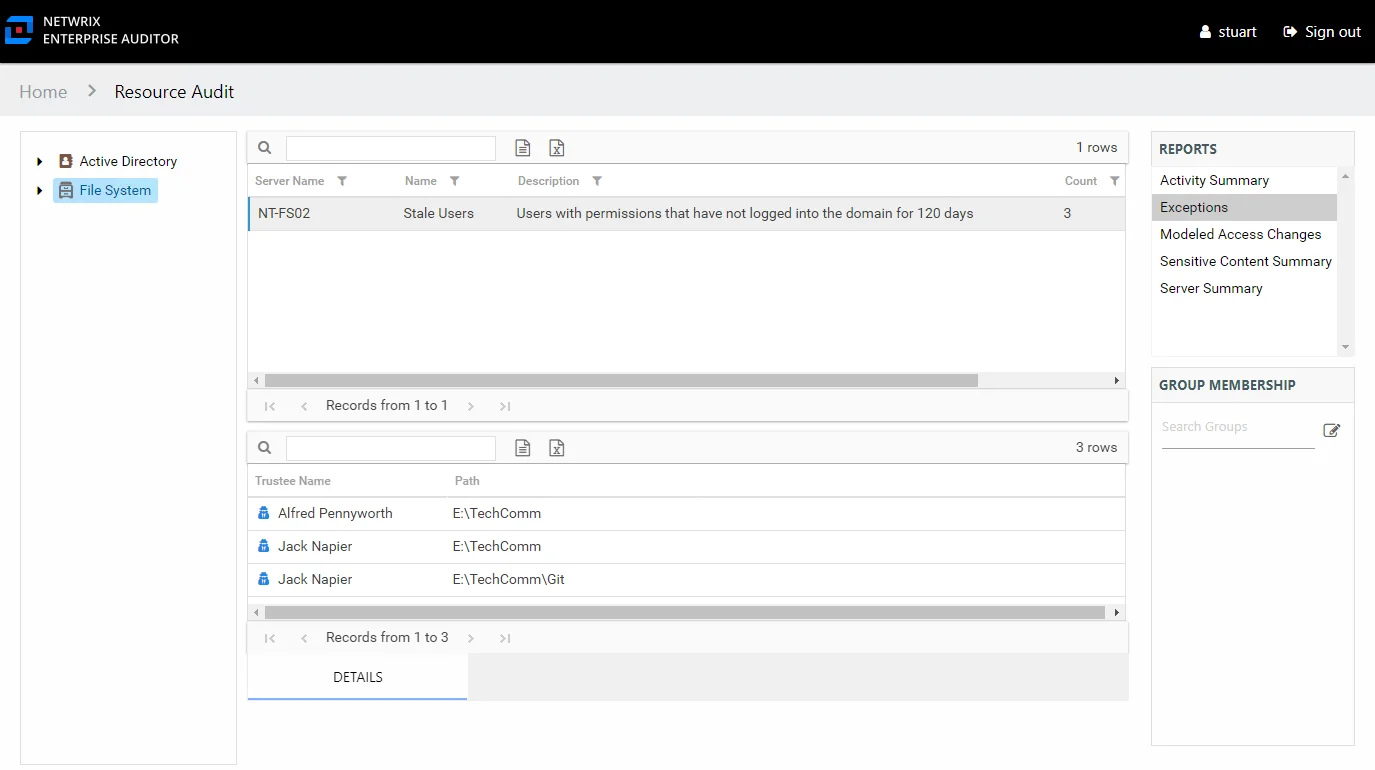 NETWRIX
ENTERPRISE AUDITOR
stuart
Sign out
Home
Resource Audit
Active Directory
File System
1 rows
Server Name
Name
Description
Count
NT-FS02
Stale Users
Users with permissions that have not logged into the domain for 120 days
3
Records from 1 to 1
3 rows
Trustee Name
Path
Alfred Pennyworth
E:\TechComm
Jack Napier
E:\TechComm
Jack Napier
E:\TechComm\Git
Records from 1 to 3
DETAILS
REPORTS
Activity Summary
Exceptions
Modeled Access Changes
Sensitive Content Summary
Server Summary
GROUP MEMBERSHIP
Search Groups